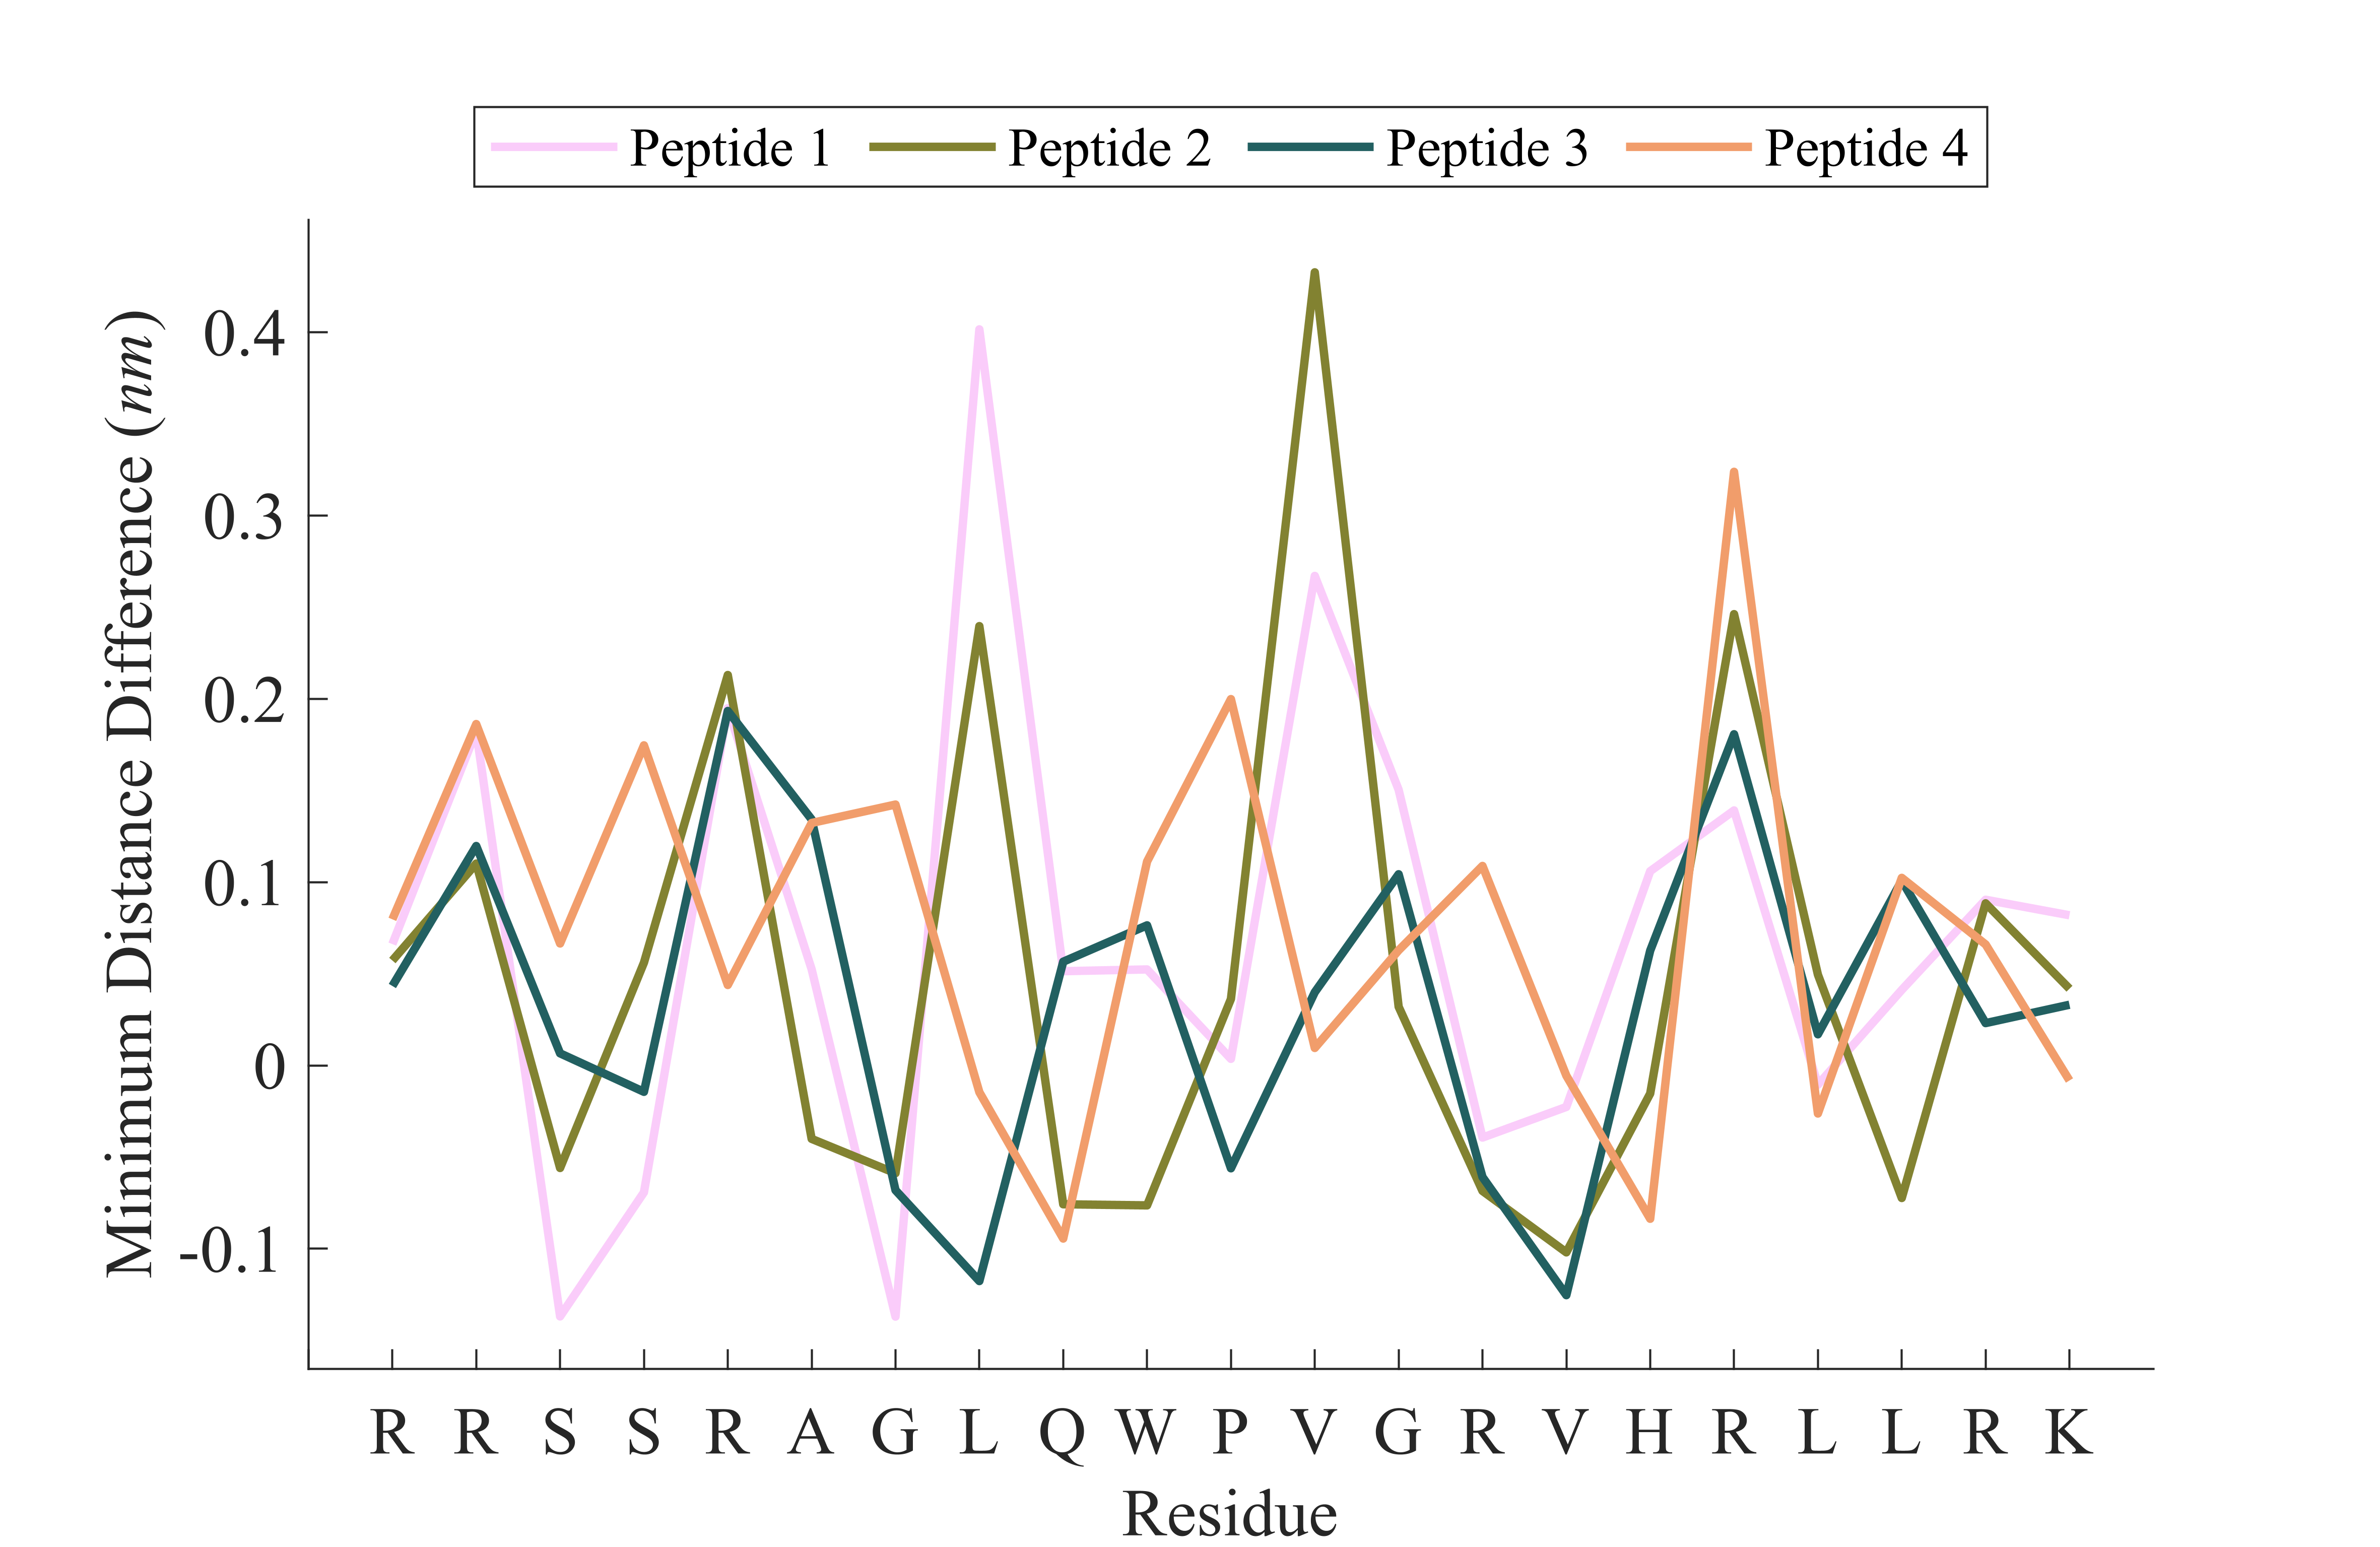 Peptide 1 Peptide 2 Peptide 3 Peptide 4
Minimum Distance Difference (nm)
0.4
0.3
0.2
0.1
0
-0.1
R R S S R A G L Q W P V G R V H R L L R K
Residue